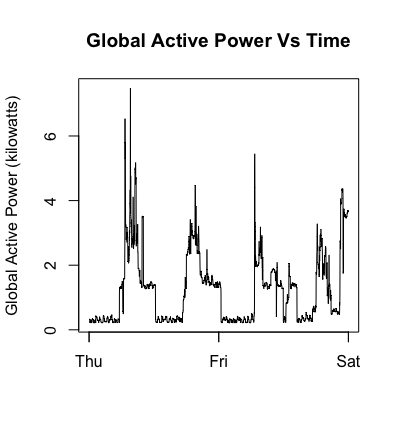 Global Active Power Vs Time
Global Active Power (kilowatts)
6
4
2
0
Thu Fri Sat